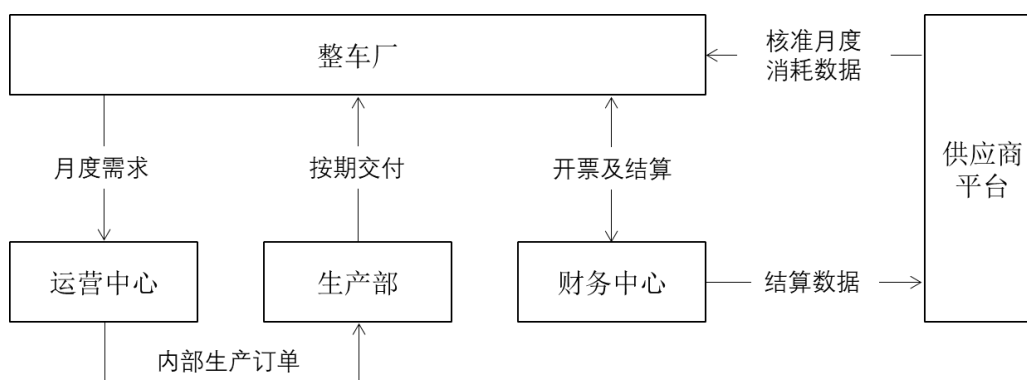 整车厂
核准月度
消耗数据
供应商
平台
月度需求
按期交付
开票及结算
运营中心
生产部
财务中心
结算数据
内部生产订单